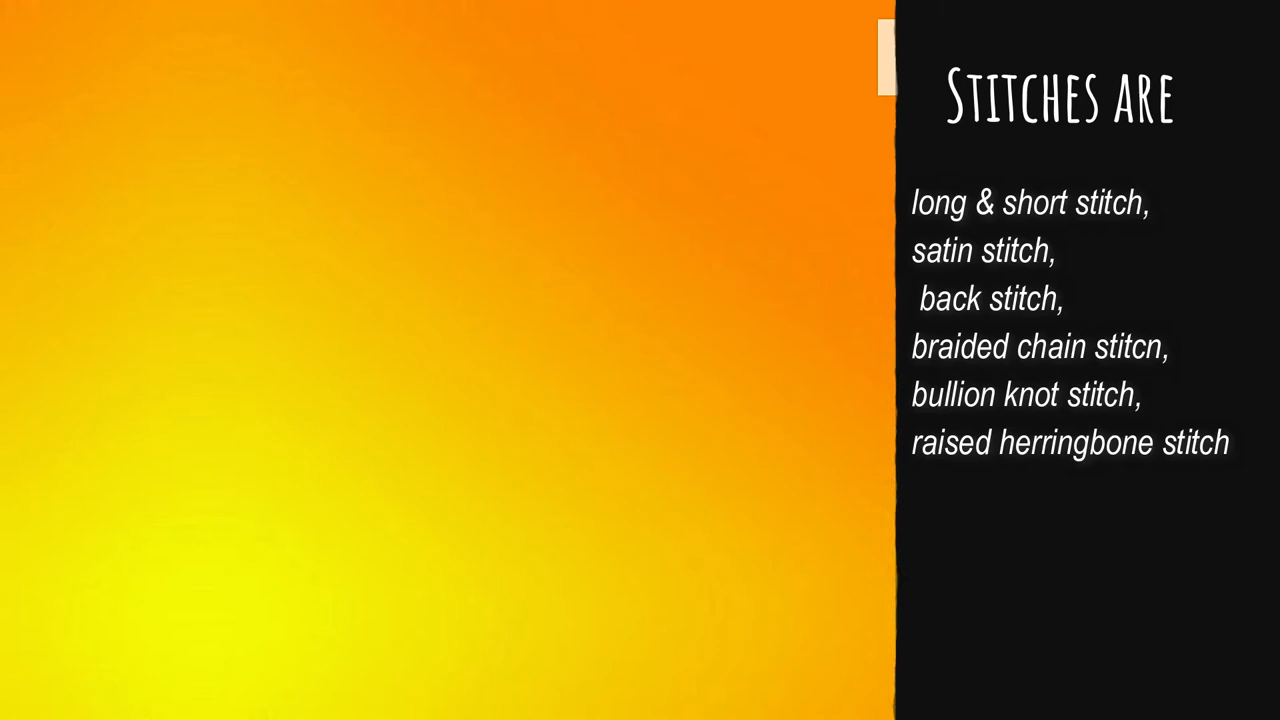 Stitches are
long & short stitch,
satin stitch,
back stitch,
braided chain stitcn,
bullion knot stitch,
raised herringbone stitch